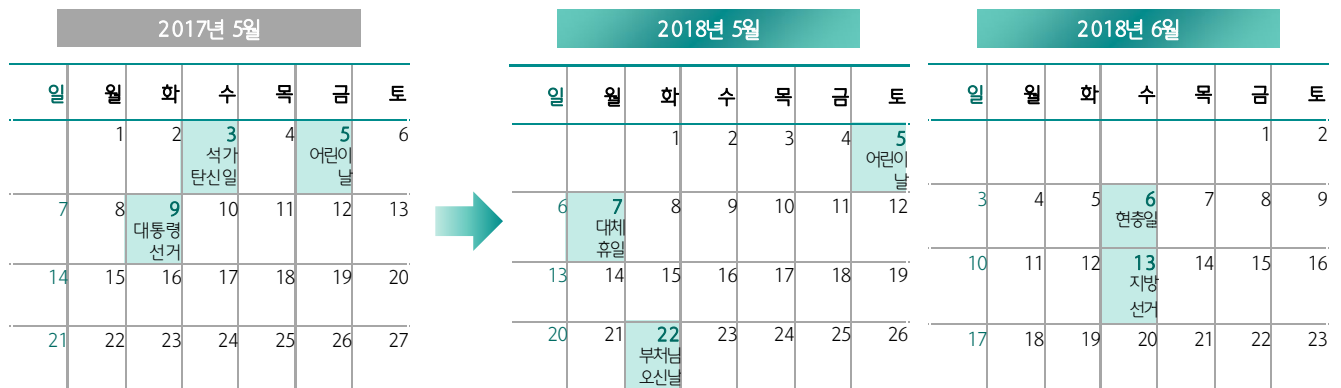 2017년 5월
일 월 화 수 목 금 토
1 2 3 4 5 6
석가 어린이
탄신일 날
7 8 9 10 11 12 13
대통령
선거
14 15 16 17 18 19 20
21 22 23 24 25 26 27
2018년 5월
일 월 화 수 목 금 토
1 2 3 4 5
어린이
날
6 7 8 9 10 11 12
대체
휴일
13 14 15 16 17 18 19
20 21 22 23 24 25 26
부처님
오신날
2018년 6월
일 월 화 수 목 금 토
1 2
3 4 5 6 7 8 9
현충일
10 11 12 13 14 15 16
지방
선거
17 18 19 20 21 22 23